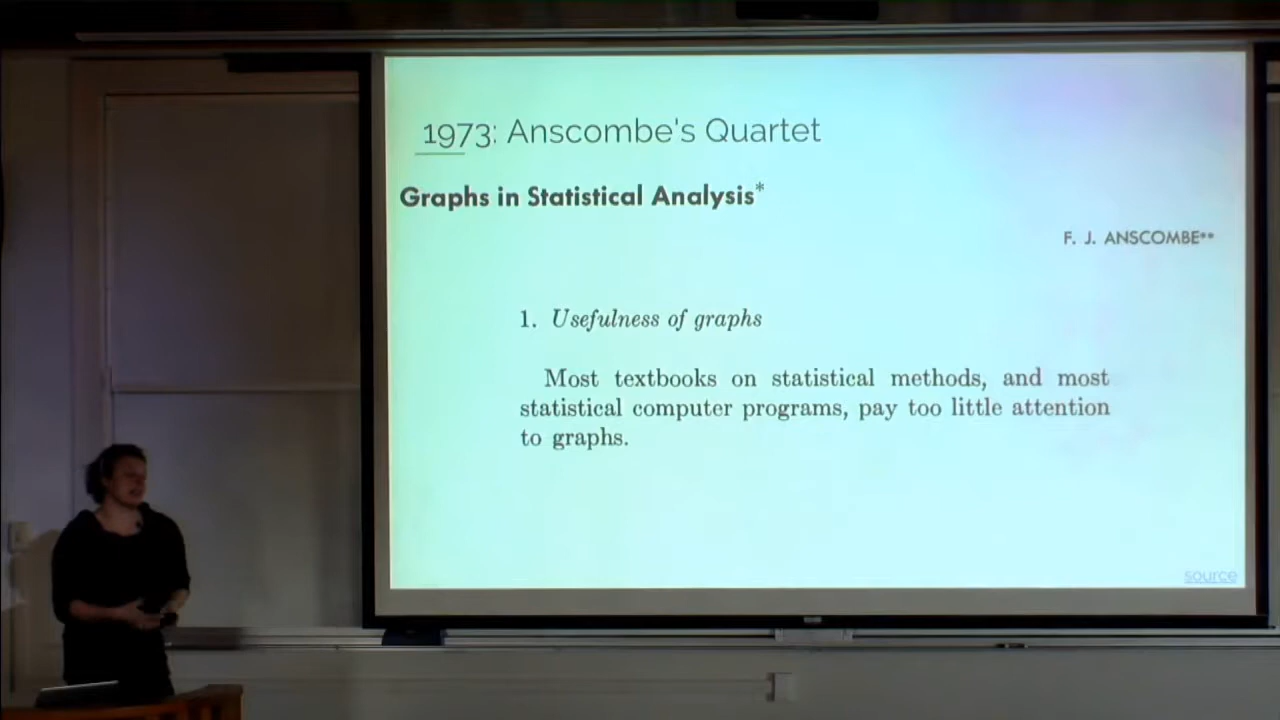 1973: Anscombe's Quartet
Graphs in Statistical Analysis*
F. J. ANSCOMBE**
1. Usefulness of graphs
Most textbooks on statistical methods, and most
statistical computer programs, pay too little attention
to graphs.
source